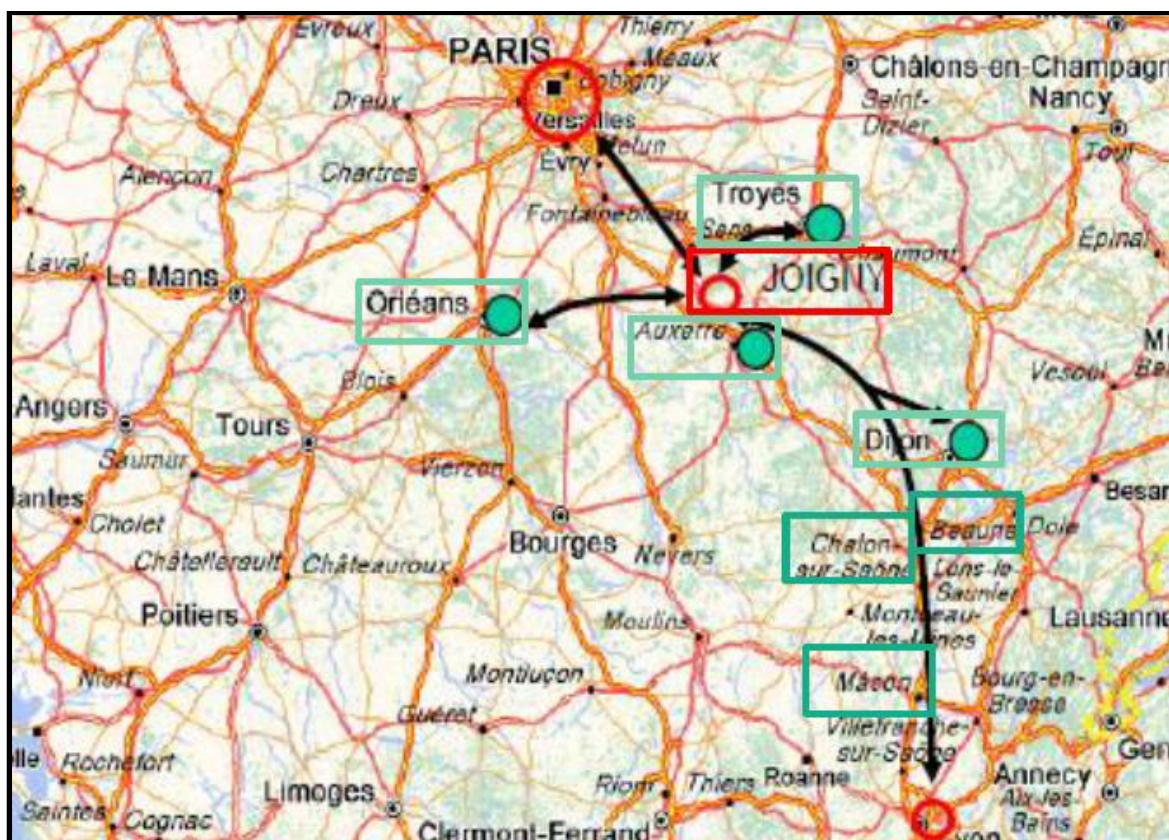 Evreux
Thierry
PARIS
Meaux
Bobigny
Châlons-en-Champagn
Nancy
Saint-
Dizier
Dreux
Versailles
Toul
Evry
Melun
Alençon
Chartres
Troyes
Fontainebleau
Sens
Épinal
Laval
Le Mans
Chaumont
JOIGNY
Orléans
Auxerre
Blois
Vesoul
Angers
Tours
Dijon
Saumur
Vierzon
Besan
antes
Cholet
Bourges
Beaune
Dole
Chalon-
sur-Saône
Nevers
Châtellerault
Châteauroux
Lons-le-
Saunier
Poitiers
Moulins
Montceau-
les-Mines
Lausanne
Niort
Montluçon
Mâcon
Bourg-en-
Bresse
Guéret
Villefranche-
sur-Saône
Gen
Rochefort
Riom
Thiers
Roanne
Annecy
Limoges
Aix-les-
Bains
Saintes
Cognac
Clermont-Ferrand